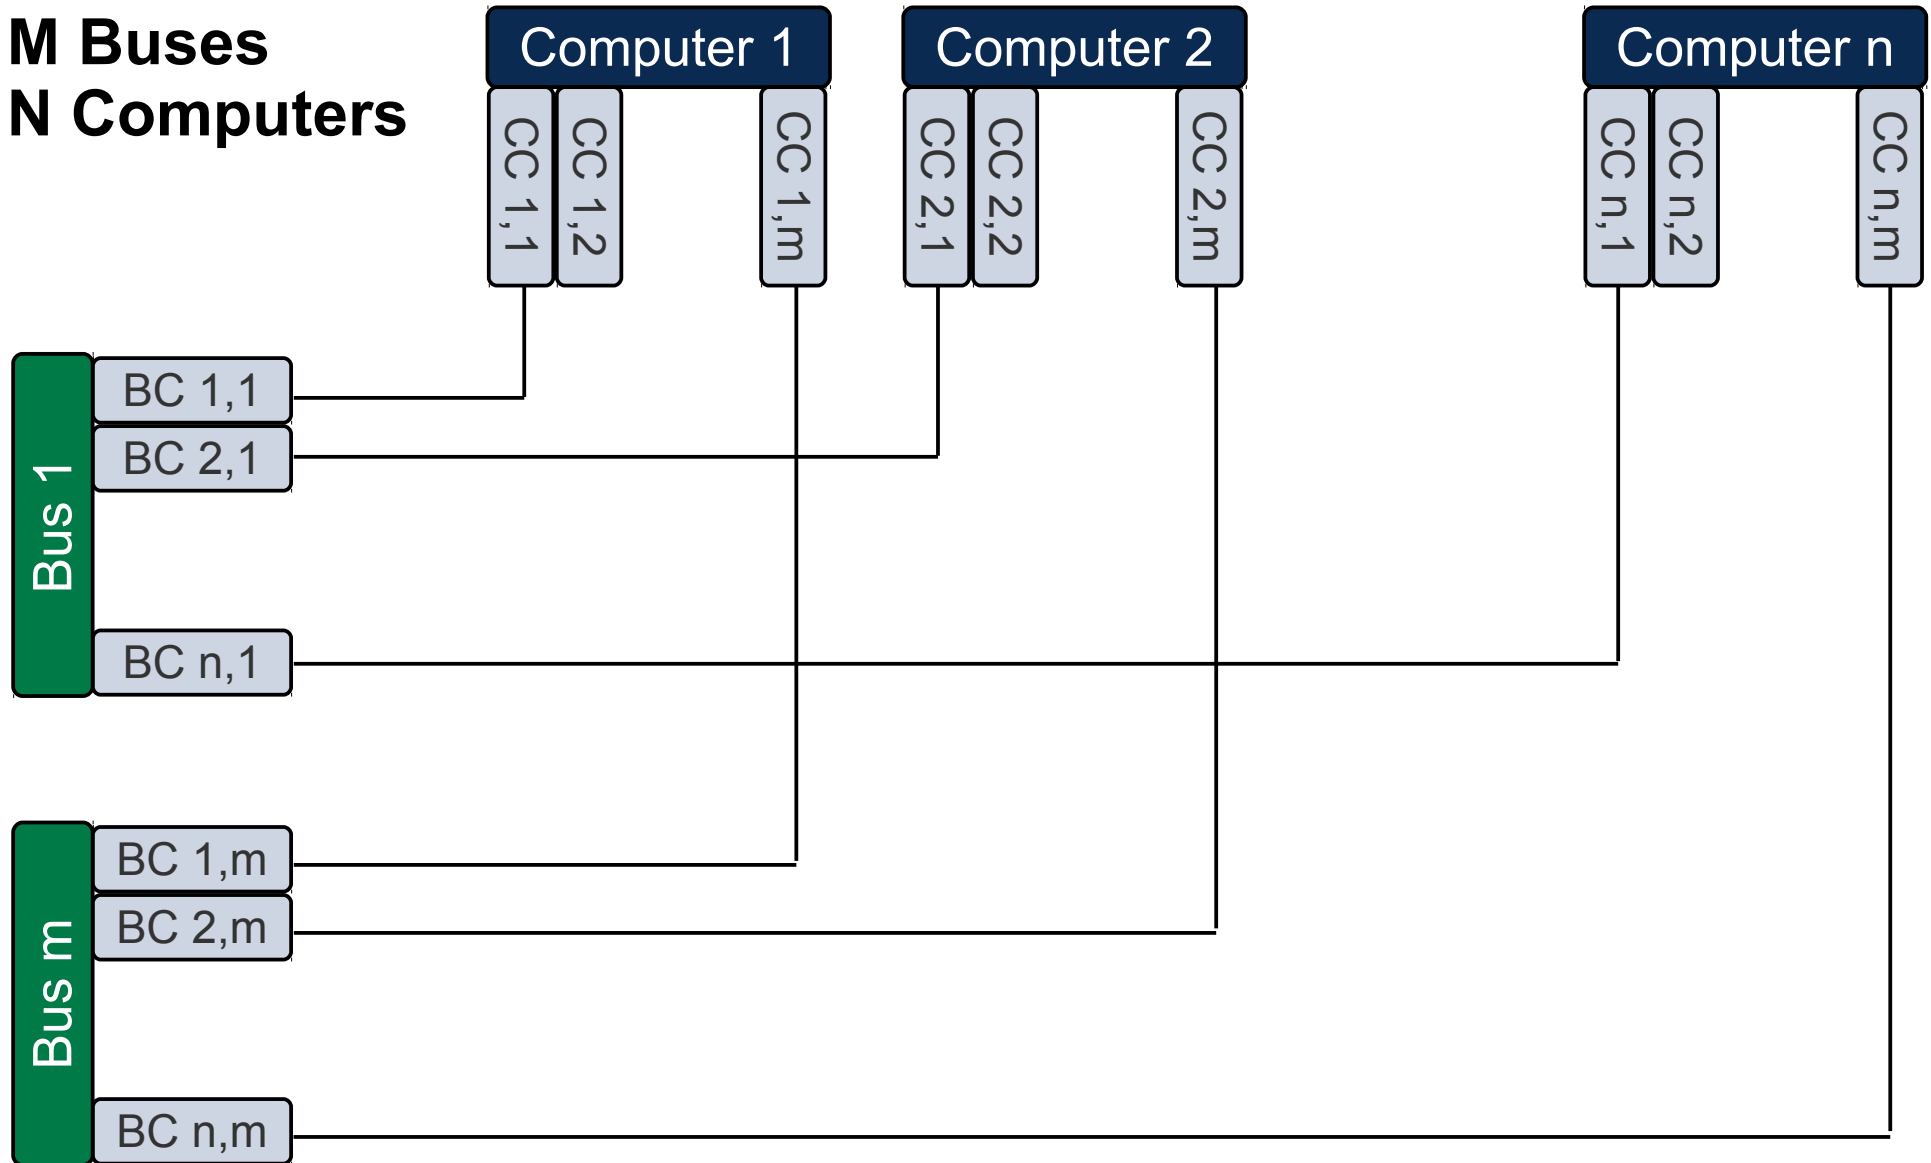 M Buses
N Computers
Computer 1
Computer 2
Computer n
CC 1,1
CC 1,2
CC 1,m
CC 2,1
CC 2,2
CC 2,m
CC n,1
CC n,2
CC n,m
Bus 1
BC 1,1
BC 2,1
BC n,1
Bus m
BC 1,m
BC 2,m
BC n,m